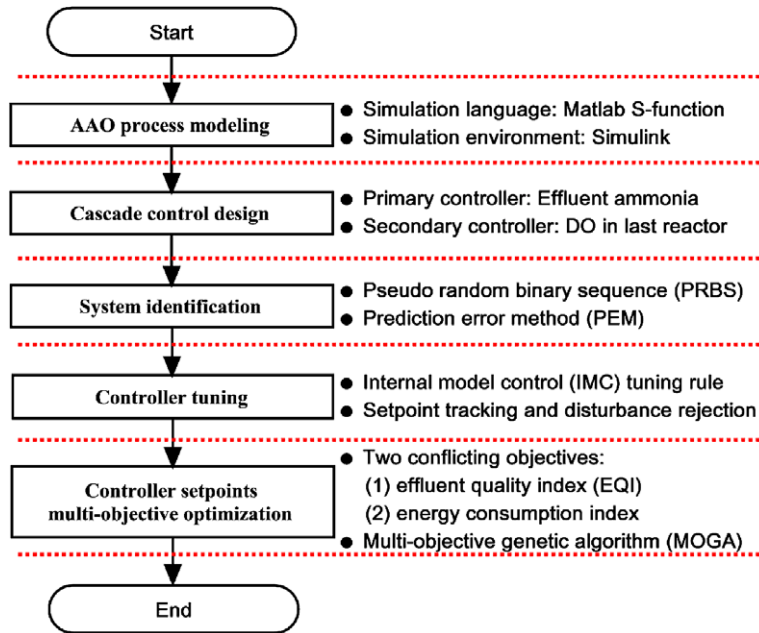 Start
AAO process modeling
● Simulation language: Matlab S-function
● Simulation environment: Simulink
Cascade control design
● Primary controller: Effluent ammonia
● Secondary controller: DO in last reactor
System identification
● Pseudo random binary sequence (PRBS)
● Prediction error method (PEM)
Controller tuning
● Internal model control (IMC) tuning rule
● Setpoint tracking and disturbance rejection
Controller setpoints
multi-objective optimization
● Two conflicting objectives:
(1) effluent quality index (EQI)
(2) energy consumption index
● Multi-objective genetic algorithm (MOGA)
End